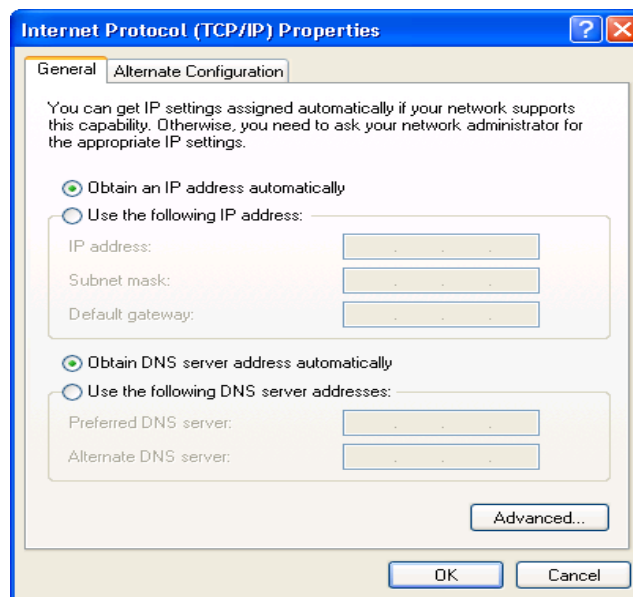 Internet Protocol (TCP/IP) Properties
General
Alternate Configuration
You can get IP settings assigned automatically if your network supports
this capability. Otherwise, you need to ask your network administrator for
the appropriate IP settings.
Obtain an IP address automatically
Use the following IP address:
IP address:
Subnet mask:
Default gateway:
Obtain DNS server address automatically
Use the following DNS server addresses:
Preferred DNS server:
Alternate DNS server:
Advanced...
OK
Cancel